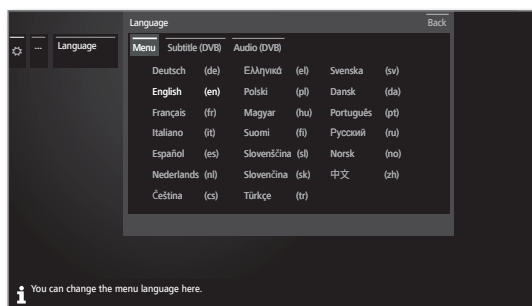 Language Back
... Language
Menu Subtitle (DVB) Audio (DVB)
Deutsch (de) Ελληνικά (el) Svenska (sv)
English (en) Polski (pl) Dansk (da)
Français (fr) Magyar (hu) Português (pt)
Italiano (it) Suomi (fi) Русский (ru)
Español (es) Slovenščina (sl) Norsk (no)
Nederlands (nl) Slovenčina (sk) 中文 (zh)
Čeština (cs) Türkçe (tr)
You can change the menu language here.